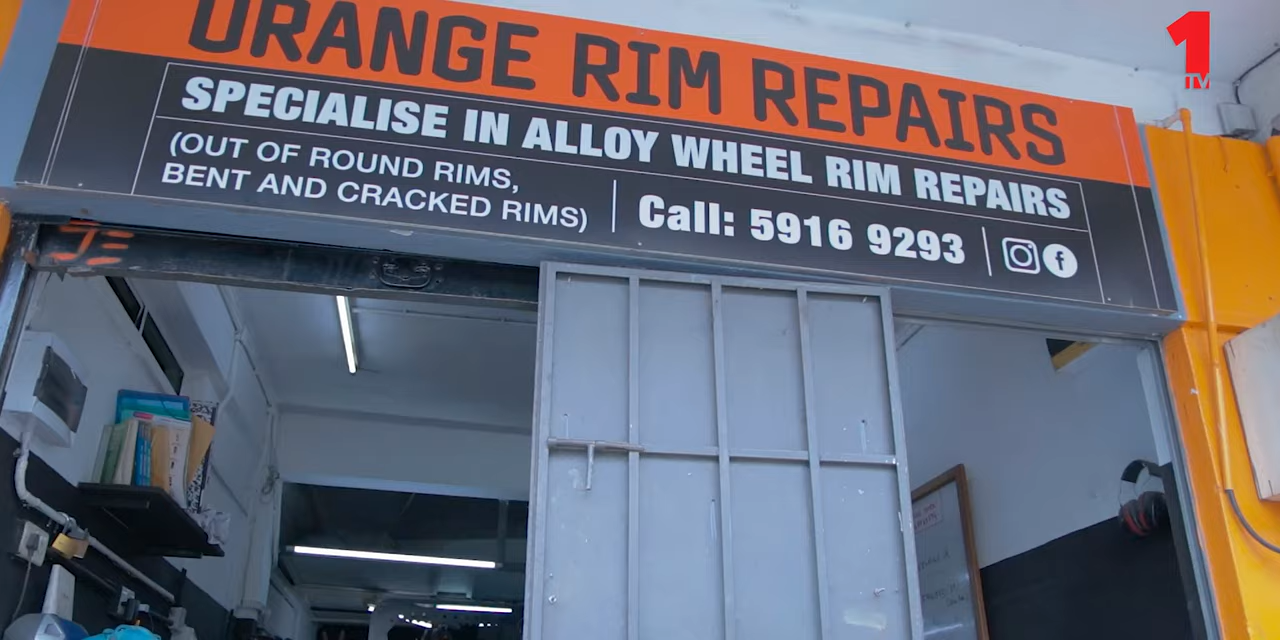 ORANGE RIM REPAIRS
SPECIALISE IN ALLOY WHEEL RIM REPAIRS
(OUT OF ROUND RIMS,
BENT AND CRACKED RIMS)
Call: 5916 9293
1
TV